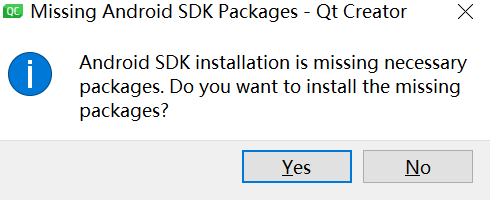 QC Missing Android SDK Packages - Qt Creator
Android SDK installation is missing necessary
packages. Do you want to install the missing
packages?
Yes No